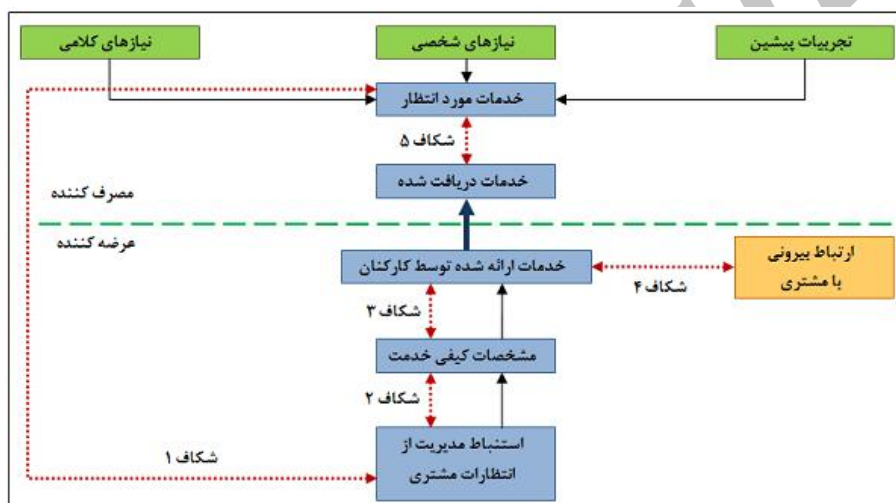 تجربیات پیشین
نیازهای شخصی
نیازهای کلامی
خدمات مورد انتظار
شکاف ۵
خدمات دریافت شده
مصرف کننده
عرضه کننده
ارتباط بیرونی
با مشتری
خدمات ارائه شده توسط کارکنان
شکاف ۴
شکاف ۳
مشخصات کیفی خدمت
شکاف ۲
استنباط مدیریت از
انتظارات مشتری
شکاف ۱